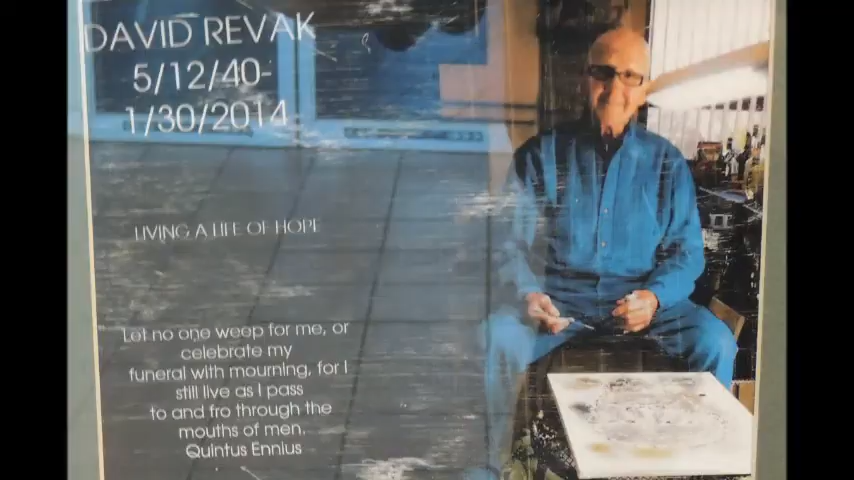 DAVID REVAK
5/12/40-
1/30/2014
LIVING A LIFE OF HOPE
Let no one weep for me, or
celebrate my
funeral with mourning, for I
still live as I pass
to and fro through the
mouths of men.
Quintus Ennius